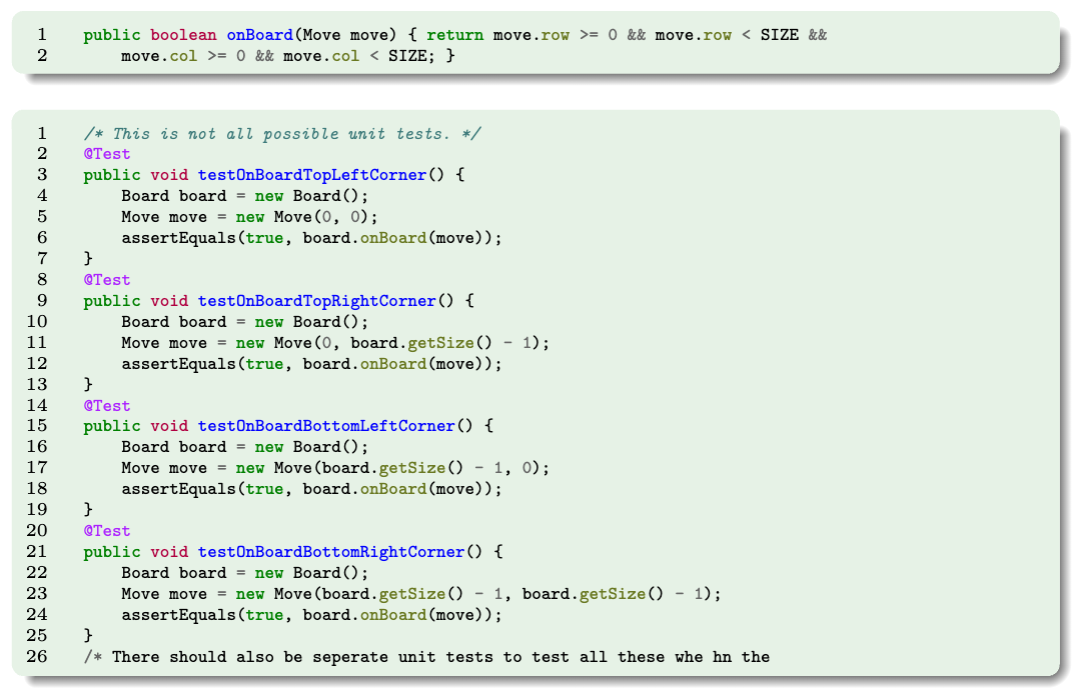 1 public boolean onBoard(Move move) { return move.row >= 0 && move.row < SIZE &&
2 move.col >= 0 && move.col < SIZE; }
1 /* This is not all possible unit tests. */
2 @Test
3 public void testOnBoardTopLeftCorner() {
4 Board board = new Board();
5 Move move = new Move(0, 0);
6 assertEquals(true, board.onBoard(move));
7 }
8 @Test
9 public void testOnBoardTopRightCorner() {
10 Board board = new Board();
11 Move move = new Move(0, board.getSize() - 1);
12 assertEquals(true, board.onBoard(move));
13 }
14 @Test
15 public void testOnBoardBottomLeftCorner() {
16 Board board = new Board();
17 Move move = new Move(board.getSize() - 1, 0);
18 assertEquals(true, board.onBoard(move));
19 }
20 @Test
21 public void testOnBoardBottomRightCorner() {
22 Board board = new Board();
23 Move move = new Move(board.getSize() - 1, board.getSize() - 1);
24 assertEquals(true, board.onBoard(move));
25 }
26 /* There should also be seperate unit tests to test all these whe hn the